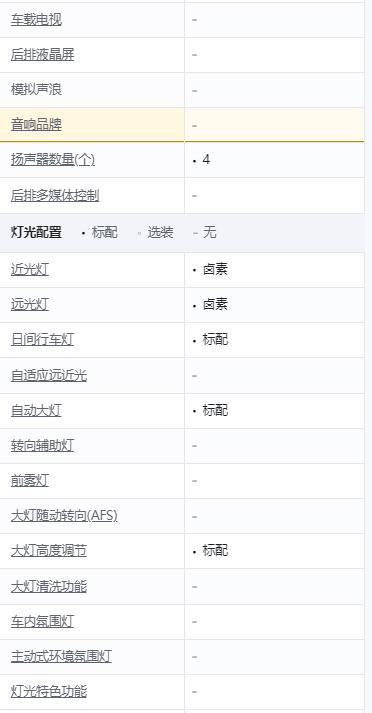 车载电视 -
后排液晶屏 -
模拟声浪 -
音响品牌 -
扬声器数量(个) • 4
后排多媒体控制 -
灯光配置 • 标配 ◦ 选装 - 无
近光灯 • 卤素
远光灯 • 卤素
日间行车灯 • 标配
自适应远近光 -
自动大灯 • 标配
转向辅助灯 -
前雾灯 -
大灯随动转向(AFS) -
大灯高度调节 • 标配
大灯清洗功能 -
车内氛围灯 -
主动式环境氛围灯 -
灯光特色功能 -